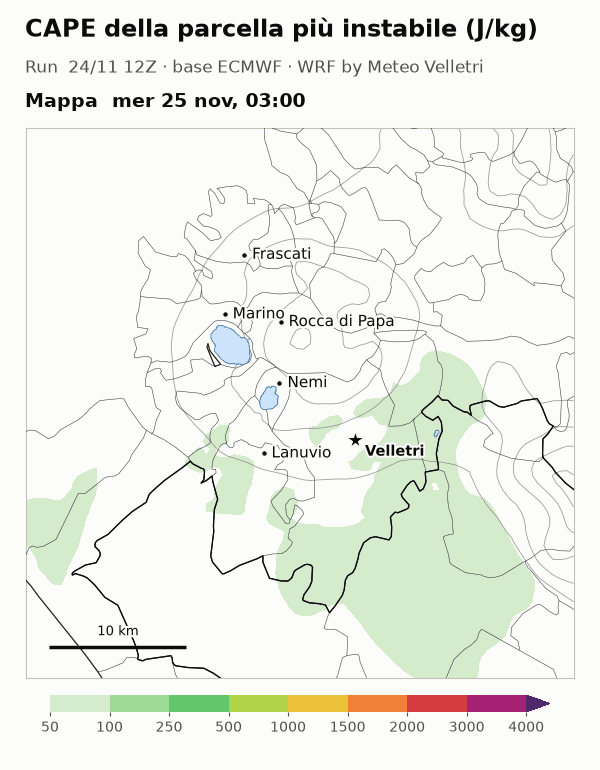 CAPE della parcella più instabile (J/kg)
Run  24/11 12Z · base ECMWF · WRF by Meteo Velletri
Mappa  mer 25 nov, 03:00
Frascati
Marino
Rocca di Papa
Nemi
Velletri
Lanuvio
10 km
50 100 250 500 1000 1500 2000 3000 4000